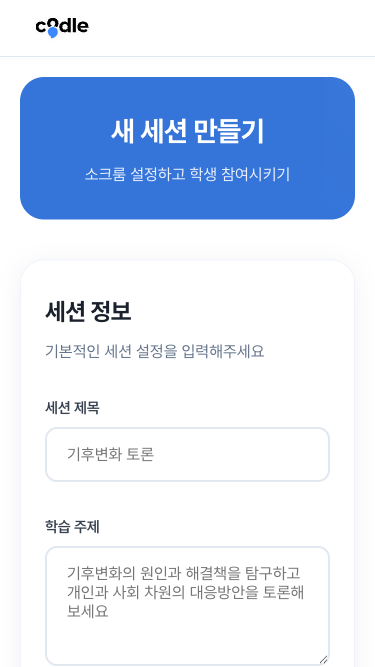 codle
새 세션 만들기
소크룸 설정하고 학생 참여시키기
세션 정보
기본적인 세션 설정을 입력해주세요
세션 제목
기후변화 토론
학습 주제
기후변화의 원인과 해결책을 탐구하고
개인과 사회 차원의 대응방안을 토론해
보세요